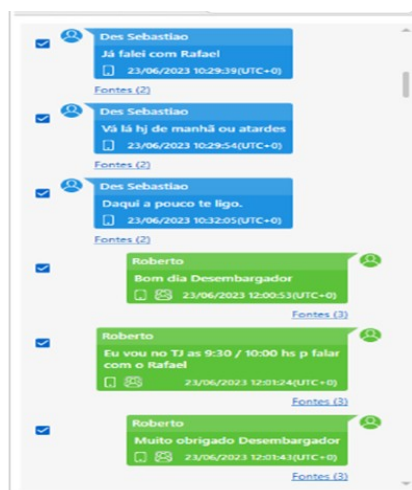 Des Sebastiao
Já falei com Rafael
23/06/2023 10:29:39(UTC+0)
Fontes (2)
Des Sebastiao
Vá lá hj de manhã ou atardes
23/06/2023 10:29:54(UTC+0)
Fontes (2)
Des Sebastiao
Daqui a pouco te ligo.
23/06/2023 10:32:05(UTC+0)
Fontes (2)
Roberto
Bom dia Desembargador
23/06/2023 12:00:53(UTC+0)
Fontes (3)
Roberto
Eu vou no TJ as 9:30 / 10:00 hs p falar
com o Rafael
23/06/2023 12:01:24(UTC+0)
Fontes (3)
Roberto
Muito obrigado Desembargador
23/06/2023 12:01:43(UTC+0)
Fontes (3)